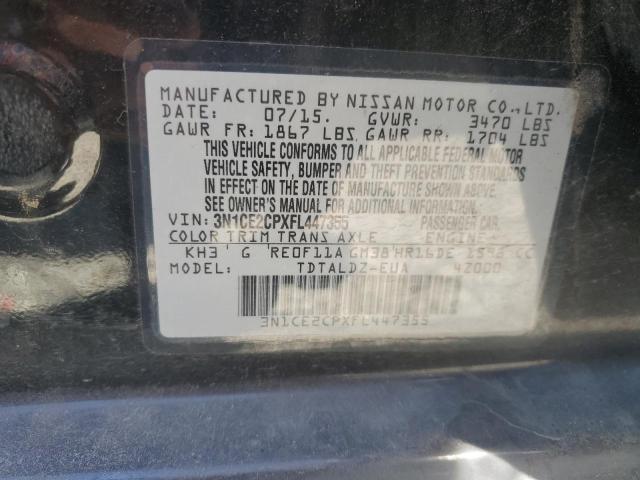 MANUFACTURED BY NISSAN MOTOR CO., LTD.
DATE: 07/15. GVWR: 3470 LBS
GAWR FR: 1867 LBS. GAWR RR: 1704 LBS
THIS VEHICLE CONFORMS TO ALL APPLICABLE FEDERAL MOTOR
VEHICLE SAFETY, BUMPER AND THEFT PREVENTION STANDARDS
IN EFFECT ON THE DATE OF MANUFACTURE SHOWN ABOVE.
SEE OWNER'S MANUAL FOR ADDITIONAL INFORMATION
VIN: 3N1CE2CPXFL447355 PASSENGER CAR
COLOR TRIM TRANS AXLE ENGINE
KH3 G RE0F11A GM38 HR16DE 1598 CC
MODEL: TDTALDZ-EUA 42000
3N1CE2CPXFL447355